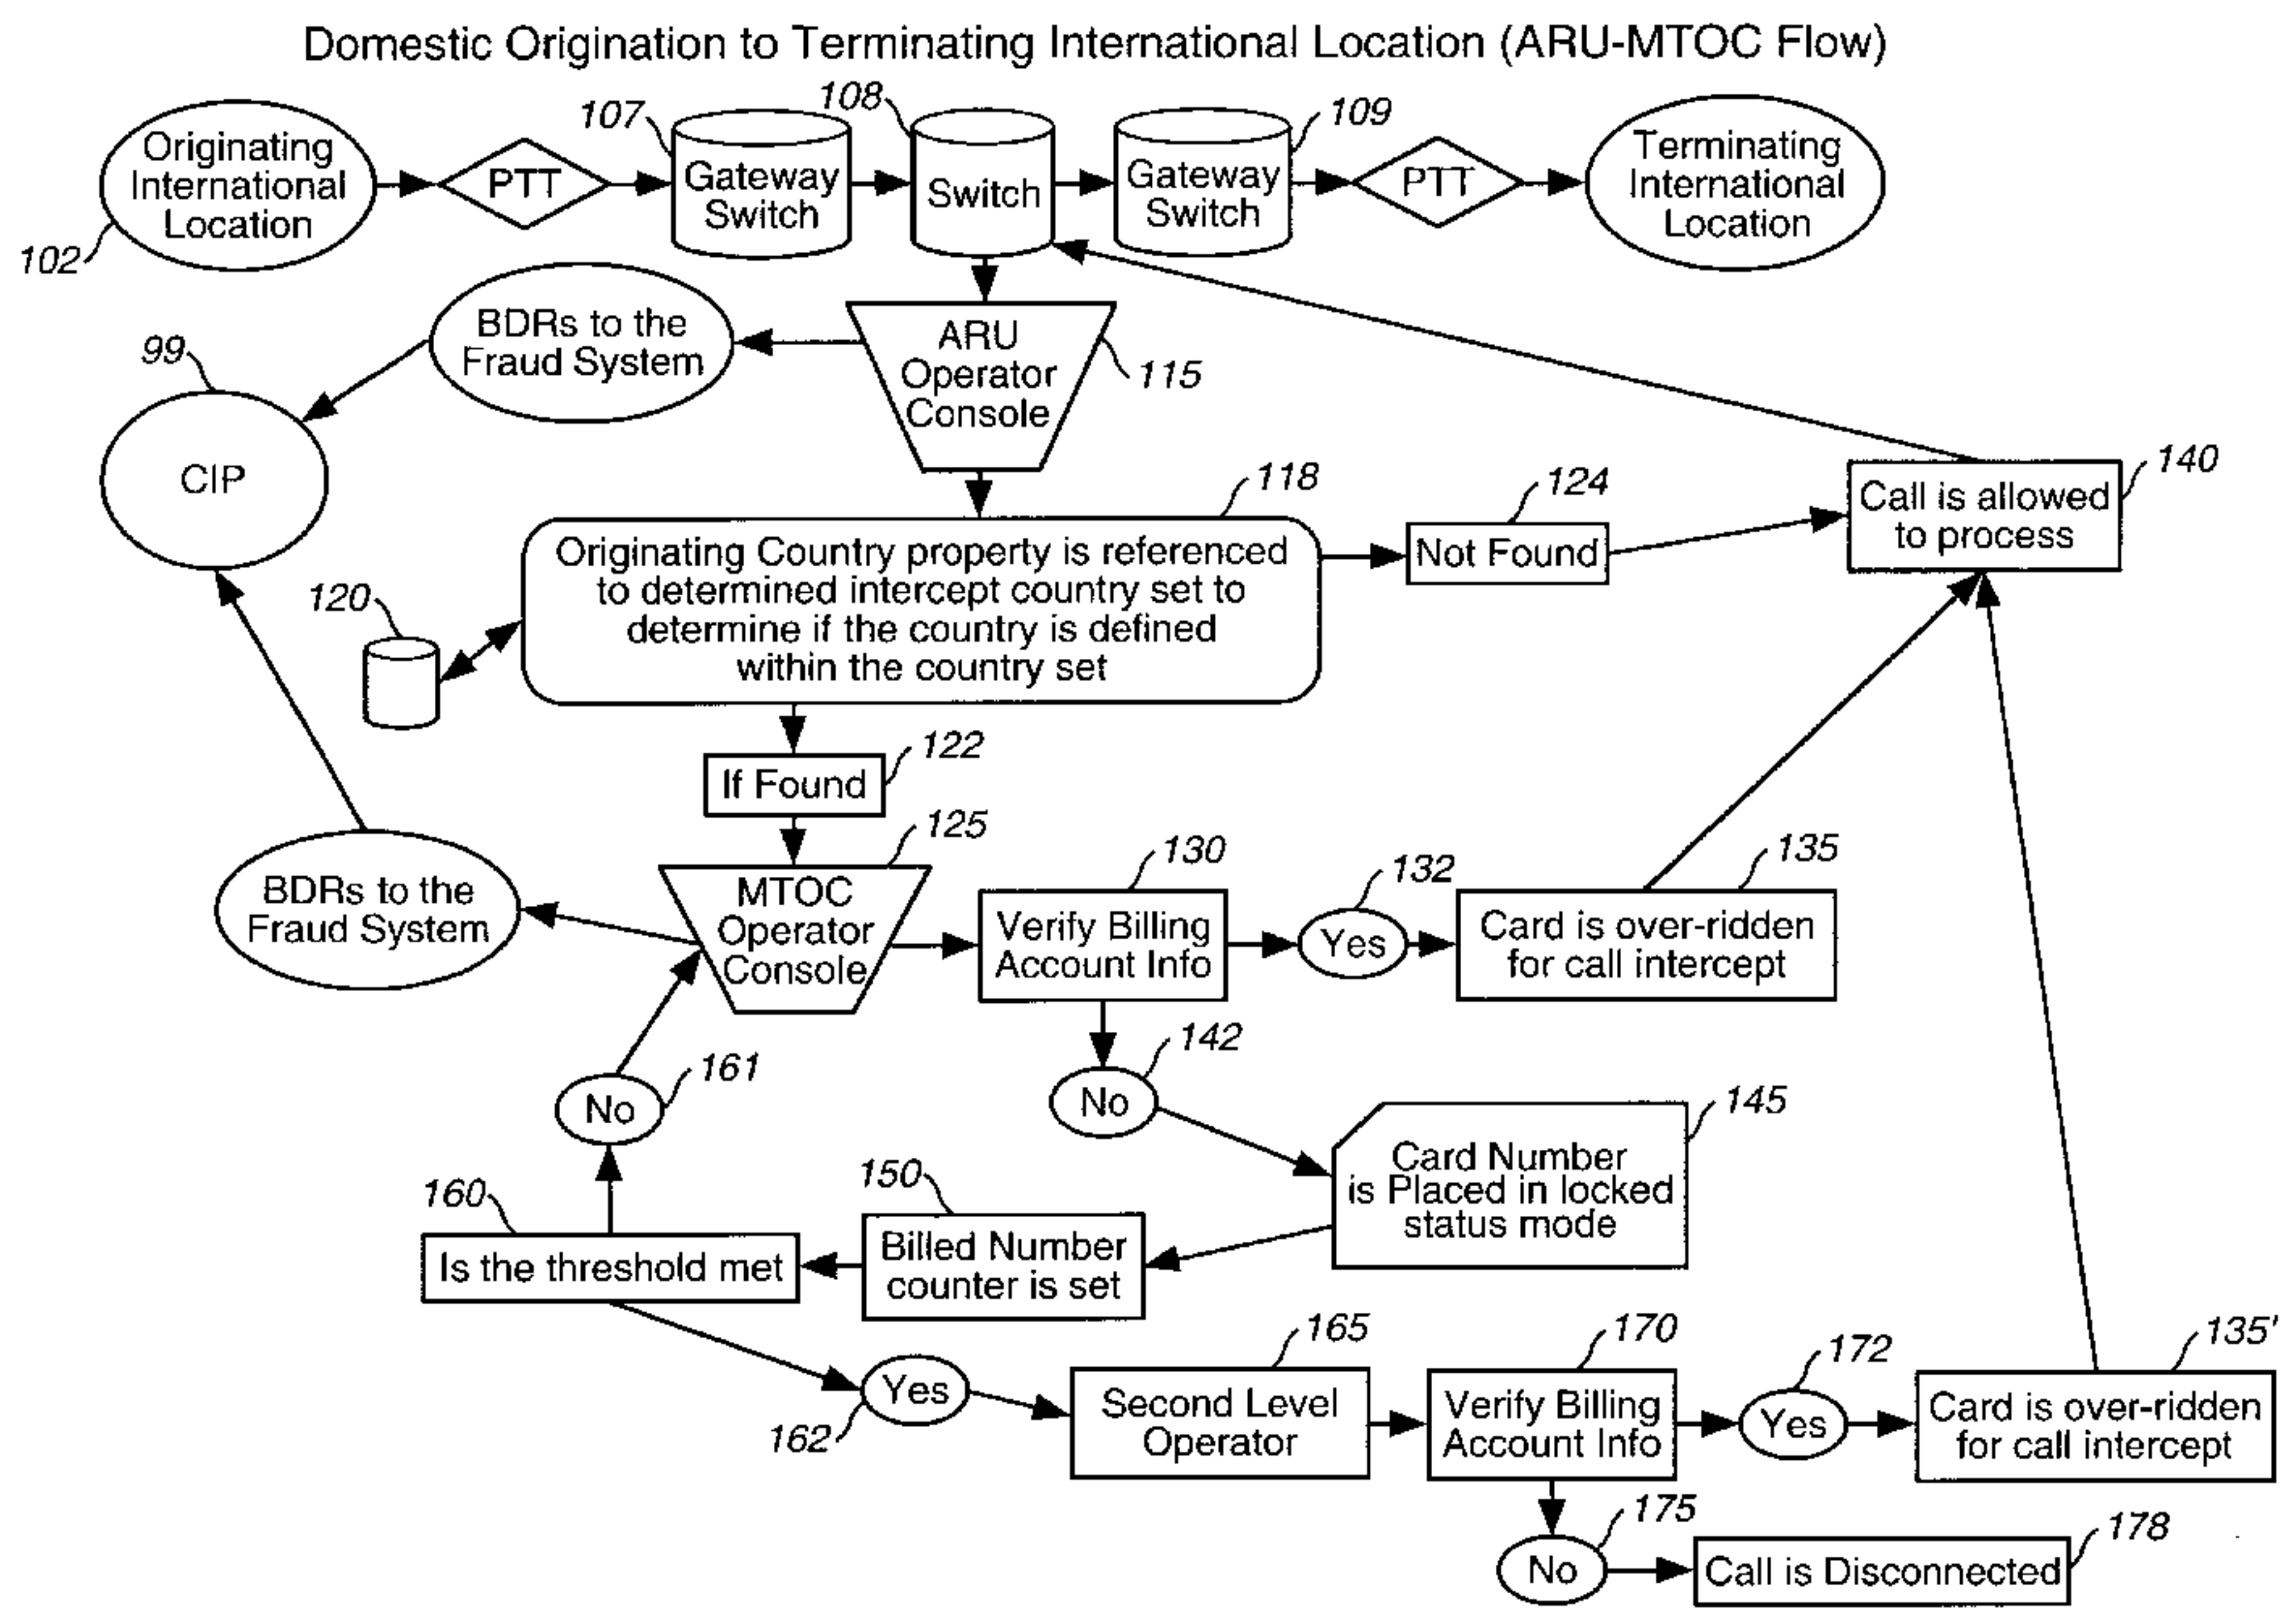 Domestic Origination to Terminating International Location (ARU-MTOC Flow)
102
Originating
International
Location
PTT
107
Gateway
Switch
108
Switch
109
Gateway
Switch
PTT
Terminating
International
Location
BDRs to the
Fraud System
ARU
Operator
Console
115
99
CIP
118
Originating Country property is referenced
to determined intercept country set to
determine if the country is defined
within the country set
120
124
Not Found
140
Call is allowed
to process
122
If Found
125
MTOC
Operator
Console
BDRs to the
Fraud System
130
Verify Billing
Account Info
132
Yes
135
Card is over-ridden
for call intercept
161
No
142
No
145
Card Number
is Placed in locked
status mode
150
Billed Number
counter is set
160
Is the threshold met
162
Yes
165
Second Level
Operator
170
Verify Billing
Account Info
172
Yes
135'
Card is over-ridden
for call intercept
175
No
178
Call is Disconnected